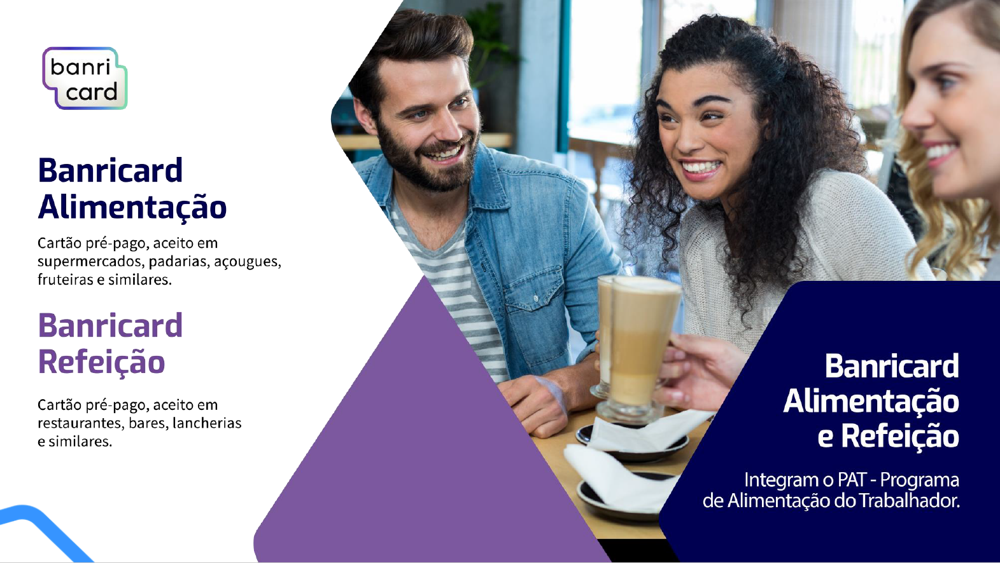 banri
card
Banricard
Alimentação
Cartão pré-pago, aceito em
supermercados, padarias, açougues,
fruteiras e similares.
Banricard
Refeição
Cartão pré-pago, aceito em
restaurantes, bares, lancherias
e similares.
Banricard
Alimentação
e Refeição
Integram o PAT - Programa
de Alimentação do Trabalhador.